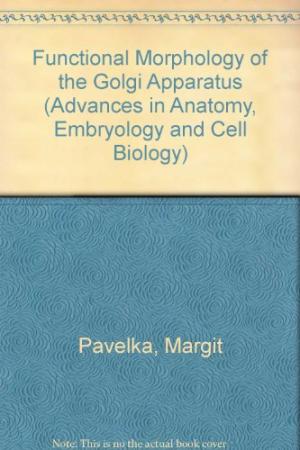 Functional Morphology of
the Golgi Apparatus
(Advances in Anatomy,
Embryology and Cell
Biology)
Pavelka, Margit
Note: This is no the actual book cover